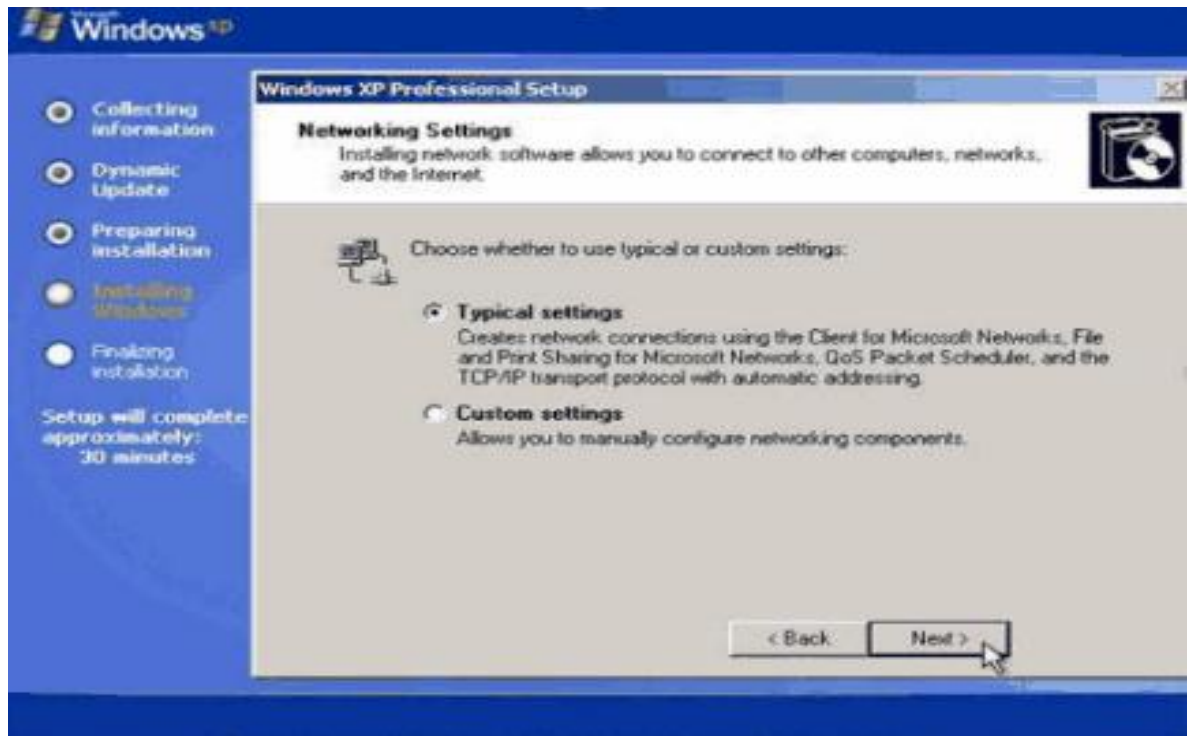 Microsoft
Windows xp
Collecting
information
Dynamic
Update
Preparing
installation
Installing
Windows
Finalizing
installation
Setup will complete
approximately:
30 minutes
Windows XP Professional Setup
Networking Settings
Installing network software allows you to connect to other computers, networks,
and the Internet.
Choose whether to use typical or custom settings:
Typical settings
Creates network connections using the Client for Microsoft Networks, File
and Print Sharing for Microsoft Networks, QoS Packet Scheduler, and the
TCP/IP transport protocol with automatic addressing.
Custom settings
Allows you to manually configure networking components.
< Back
Next >